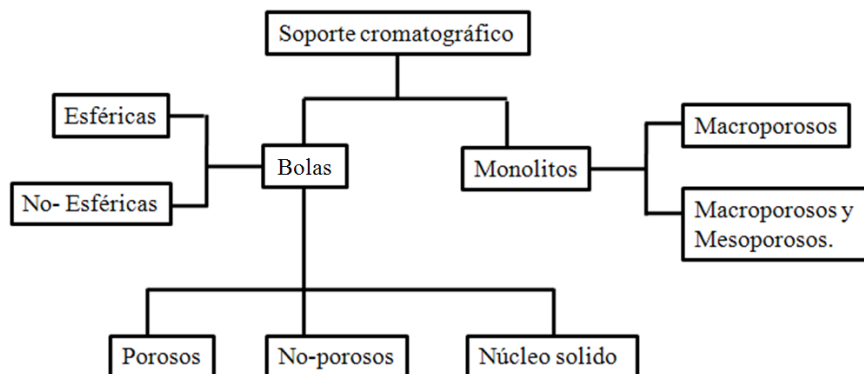 Soporte cromatográfico
Esféricas
Bolas
No- Esféricas
Monolitos
Macroporosos
Macroporosos y
Mesoporosos.
Porosos
No-porosos
Núcleo solido